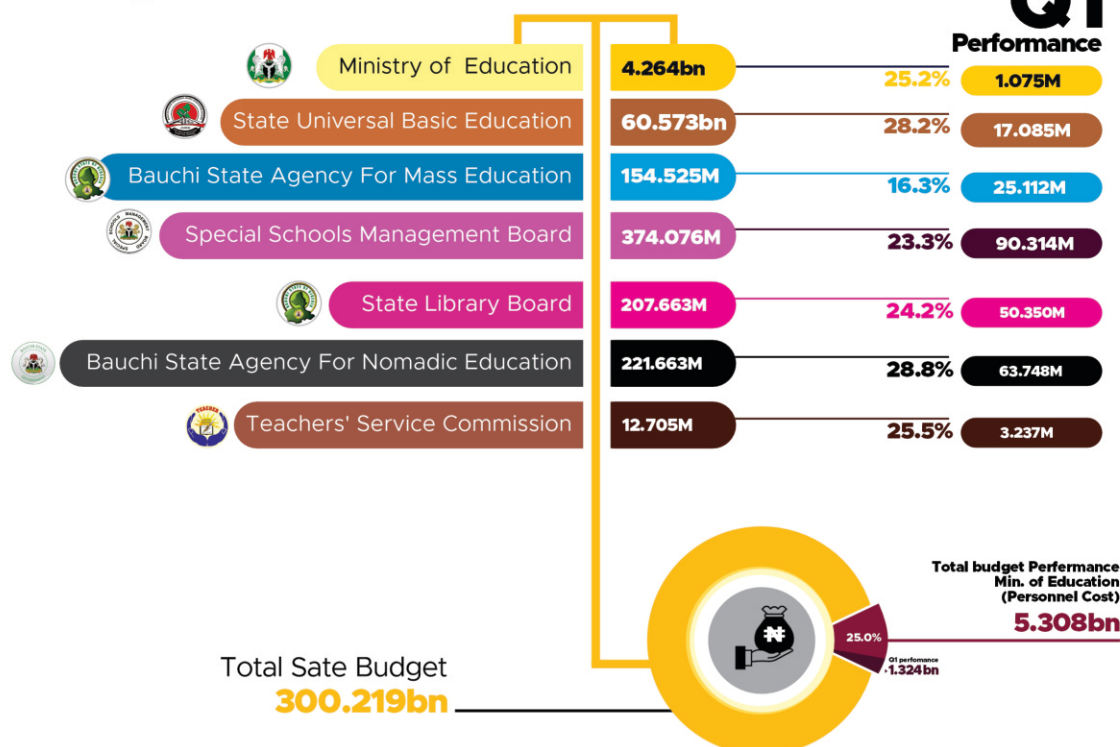 Q1
Performance
Ministry of Education 4.264bn 25.2% 1.075M
State Universal Basic Education 60.573bn 28.2% 17.085M
Bauchi State Agency For Mass Education 154.525M 16.3% 25.112M
Special Schools Management Board 374.076M 23.3% 90.314M
State Library Board 207.663M 24.2% 50.350M
Bauchi State Agency For Nomadic Education 221.663M 28.8% 63.748M
TEACHER
Teachers' Service Commission 12.705M 25.5% 3.237M
Total budget Perfermance
Min. of Education
(Personnel Cost)
5.308bn
25.0%
Q1 perfomance
1.324bn
Total Sate Budget
300.219bn